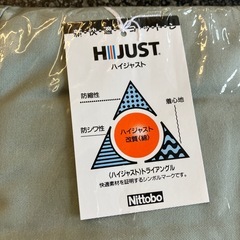 HIJUST
ハイジャスト
防縮性
着心地
防シワ性
ハイジャスト
改質(綿)
〈ハイジャスト〉トライアングル
快適素材を証明するシンボルマークです。
Nittobo